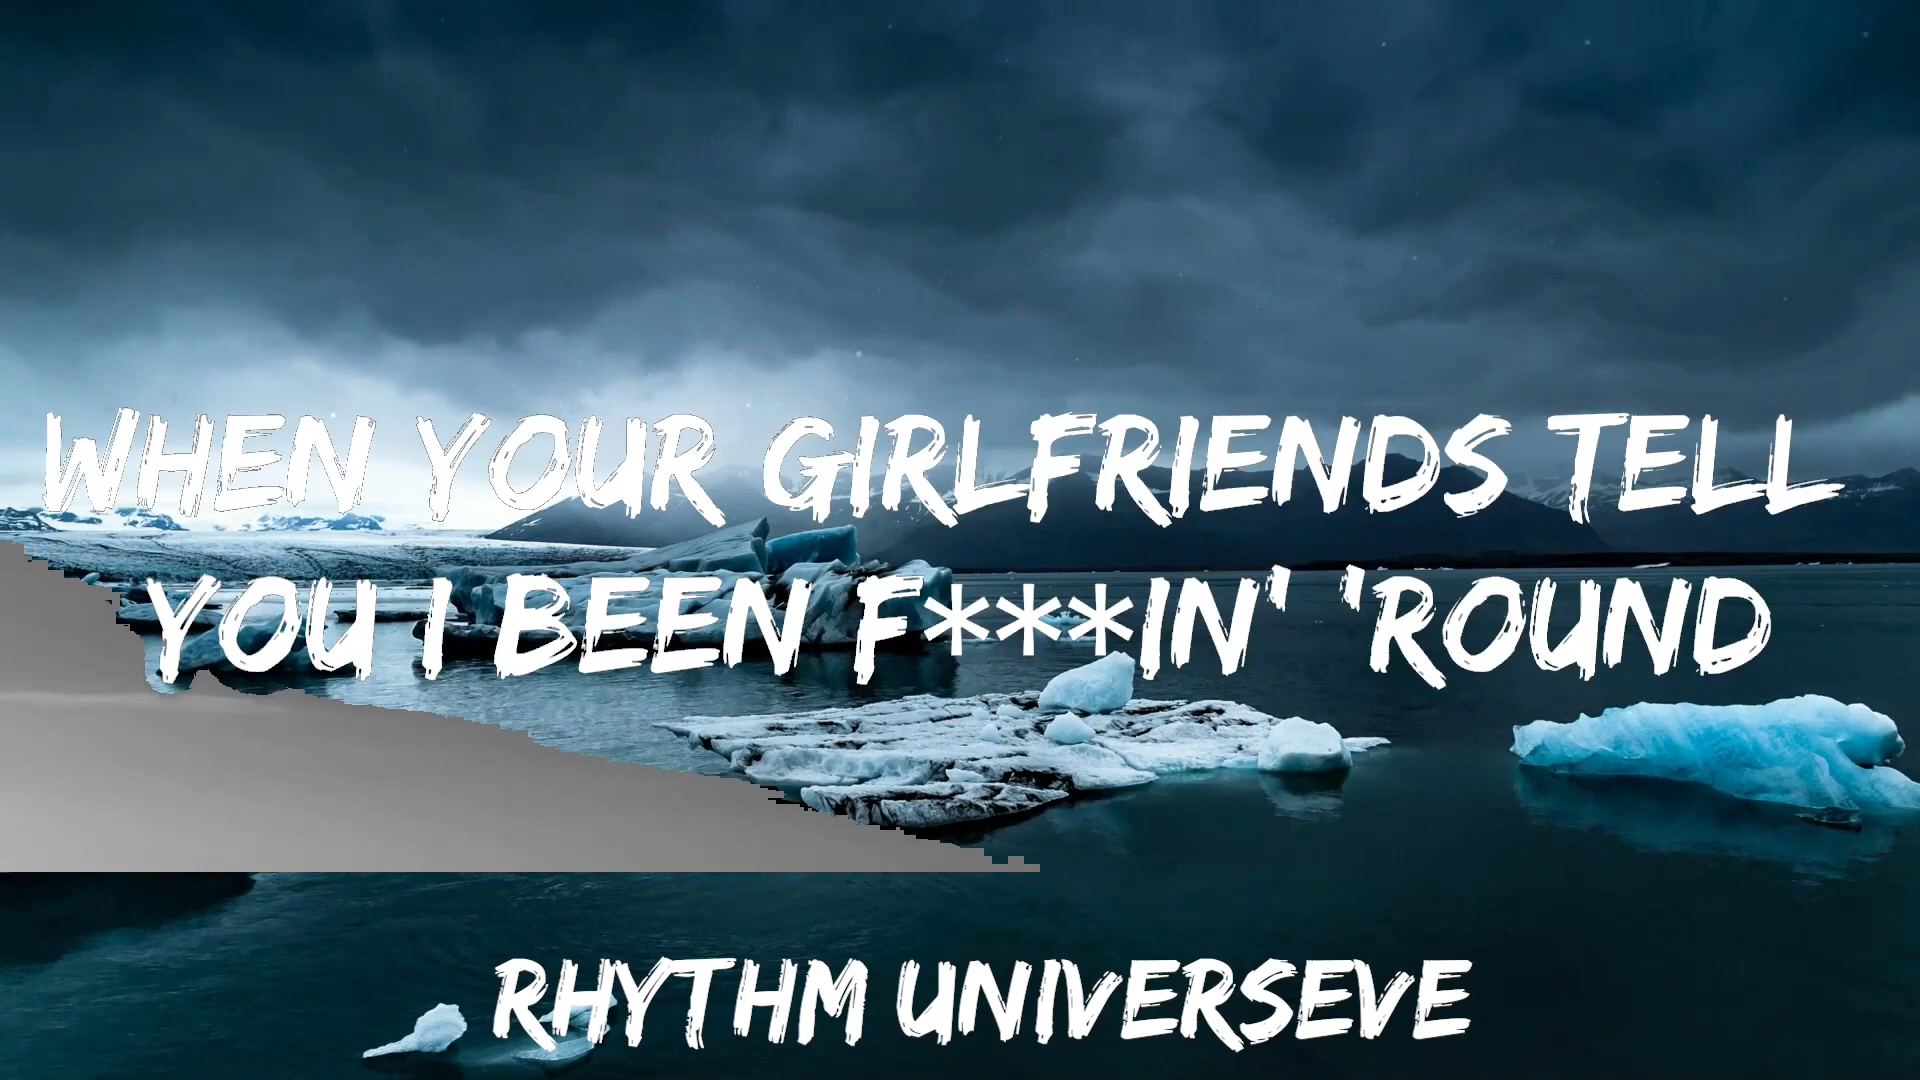 WHEN YOUR GIRLFRIENDS TELL
YOU I BEEN F***IN' 'ROUND
RHYTHM UNIVERSEVE